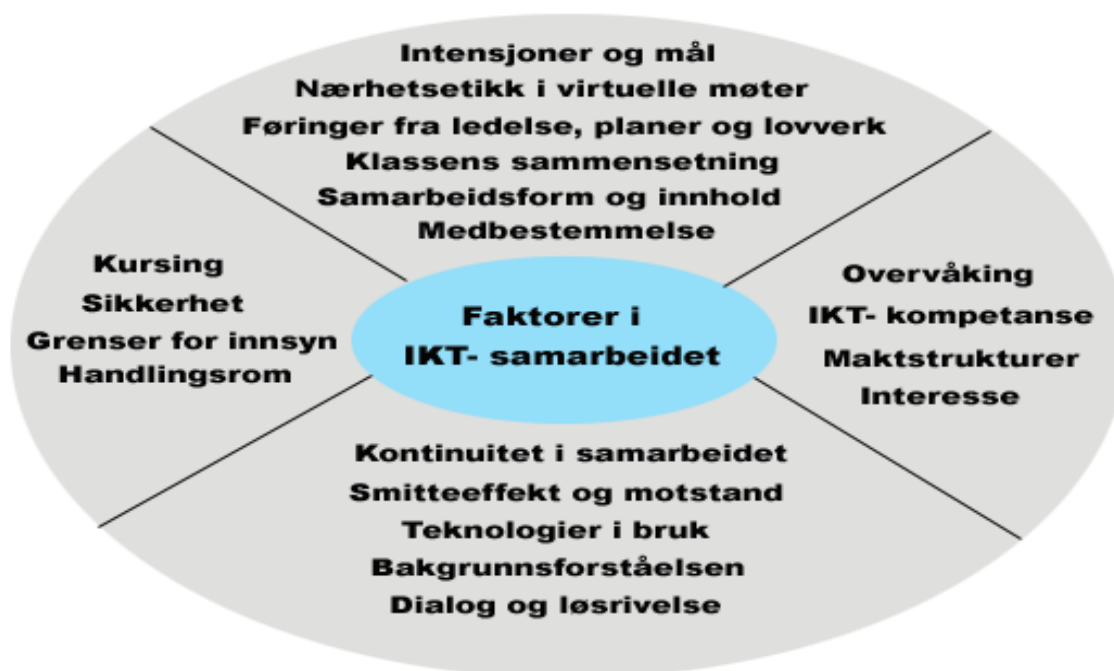 Intensjoner og mål
Nærhetsetikk i virtuelle møter
Føringer fra ledelse, planer og lovverk
Klassens sammensetning
Samarbeidsform og innhold
Medbestemmelse
Kursing
Sikkerhet
Grenser for innsyn
Handlingsrom
Faktorer i
IKT- samarbeidet
Overvåking
IKT- kompetanse
Maktstrukturer
Interesse
Kontinuitet i samarbeidet
Smitteeffekt og motstand
Teknologier i bruk
Bakgrunnsforståelsen
Dialog og løsrivelse